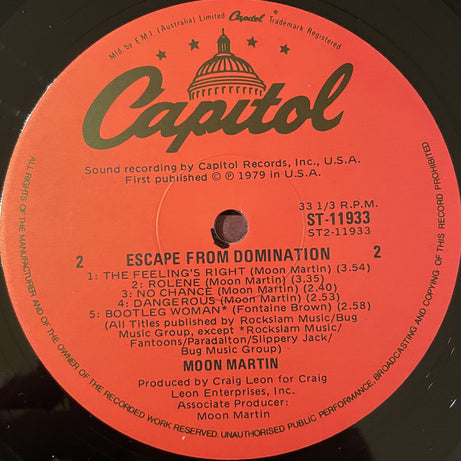 Mfd. by E.M.I. (Australia) Limited Capitol Trademark Registered
Capitol
Sound recording by Capitol Records, Inc., U.S.A.
First published © ℗ 1979 in U.S.A.
33 1/3 R.P.M.
ST-11933
ST2-11933
2 ESCAPE FROM DOMINATION 2
1: THE FEELING'S RIGHT (Moon Martin) (3.54)
2: ROLENE (Moon Martin) (3.35)
3: NO CHANCE (Moon Martin) (2.40)
4: DANGEROUS (Moon Martin) (2.53)
5: BOOTLEG WOMAN* (Fontaine Brown) (2.58)
(All Titles published by Rockslam Music/Bug
Music Group, except *Rockslam Music/
Fantoons/Paradalton/Slippery Jack/
Bug Music Group)
MOON MARTIN
Produced by Craig Leon for Craig
Leon Enterprises, Inc.
Associate Producer:
Moon Martin
ALL RIGHTS OF THE MANUFACTURER AND OF THE OWNER OF THE RECORDED WORK RESERVED. UNAUTHORISED PUBLIC PERFORMANCE, BROADCASTING AND COPYING OF THIS RECORD PROHIBITED